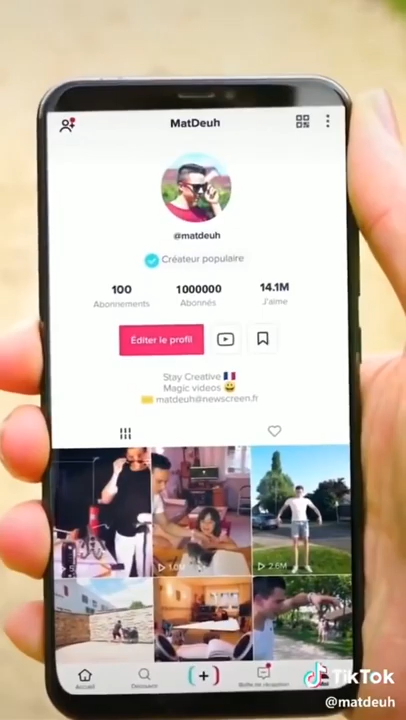 MatDeuh
@matdeuh
Créateur populaire
100 1000000 14.1M
Abonnements Abonnés J'aime
Éditer le profil
Stay Creative 🇫🇷
Magic videos 😃
matdeuh@newscreen.fr
1.0M 2.6M
Accueil Découvrir Boîte de réception
TikTok
@matdeuh